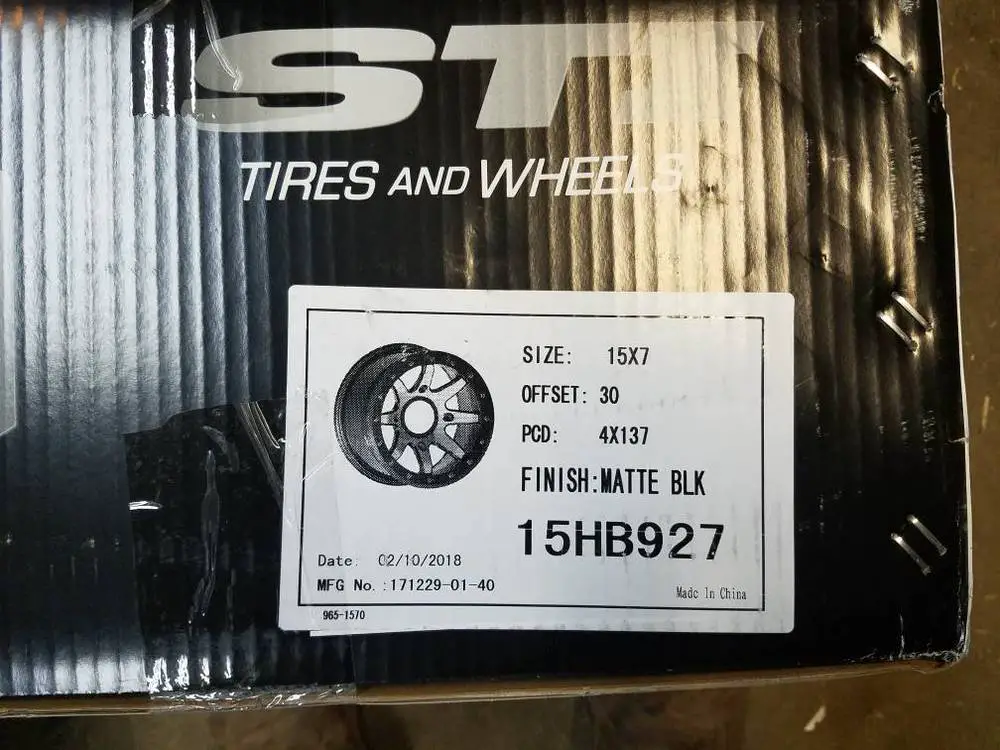 STI
TIRES AND WHEELS
SIZE: 15X7
OFFSET: 30
PCD: 4X137
FINISH:MATTE BLK
15HB927
Date: 02/10/2018
MFG No.:171229-01-40
Made In China
965-1570